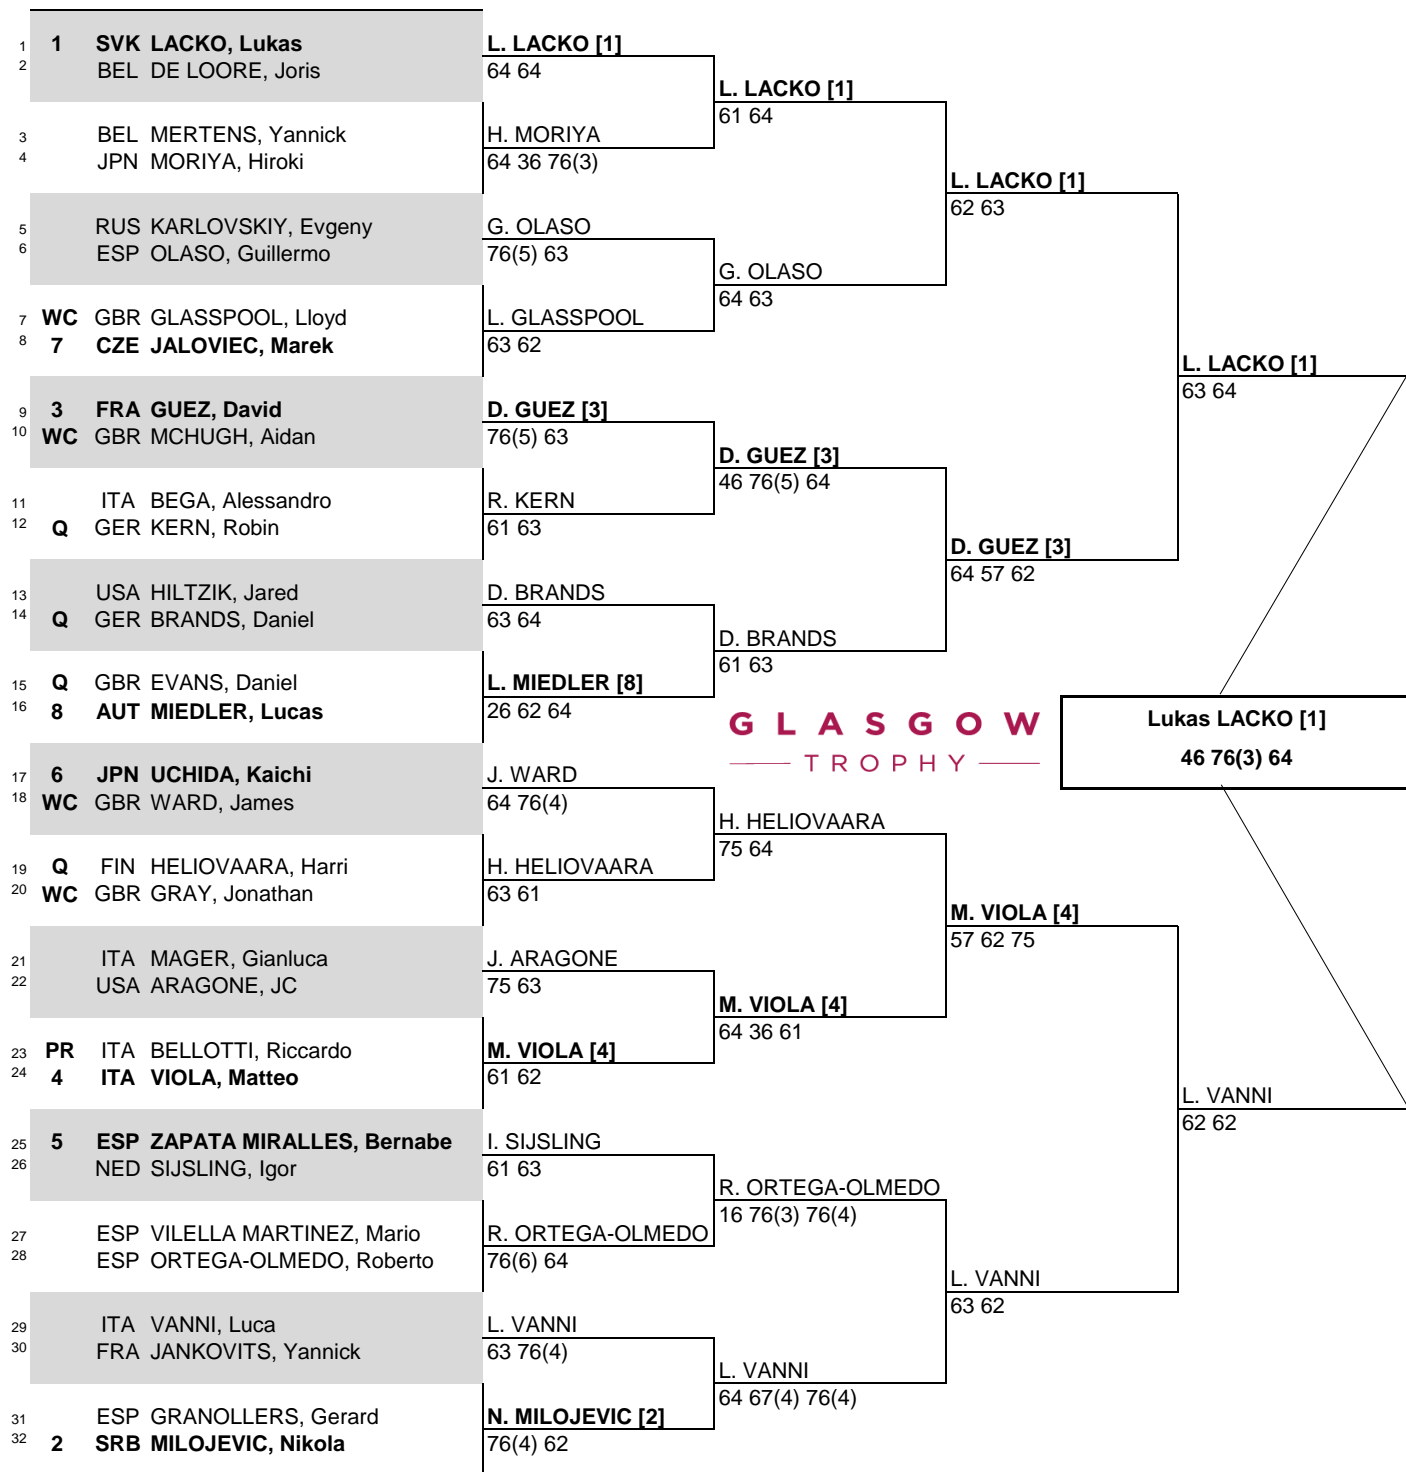 1 1 SVK LACKO, Lukas
2 BEL DE LOORE, Joris
3 BEL MERTENS, Yannick
4 JPN MORIYA, Hiroki
5 RUS KARLOVSKIY, Evgeny
6 ESP OLASO, Guillermo
7 WC GBR GLASSPOOL, Lloyd
8 7 CZE JALOVIEC, Marek
9 3 FRA GUEZ, David
10 WC GBR MCHUGH, Aidan
11 ITA BEGA, Alessandro
12 Q GER KERN, Robin
13 USA HILTZIK, Jared
14 Q GER BRANDS, Daniel
15 Q GBR EVANS, Daniel
16 8 AUT MIEDLER, Lucas
17 6 JPN UCHIDA, Kaichi
18 WC GBR WARD, James
19 Q FIN HELIOVAARA, Harri
20 WC GBR GRAY, Jonathan
21 ITA MAGER, Gianluca
22 USA ARAGONE, JC
23 PR ITA BELLOTTI, Riccardo
24 4 ITA VIOLA, Matteo
25 5 ESP ZAPATA MIRALLES, Bernabe
26 NED SIJSLING, Igor
27 ESP VILELLA MARTINEZ, Mario
28 ESP ORTEGA-OLMEDO, Roberto
29 ITA VANNI, Luca
30 FRA JANKOVITS, Yannick
31 ESP GRANOLLERS, Gerard
32 2 SRB MILOJEVIC, Nikola
L. LACKO [1]
64 64
H. MORIYA
64 36 76(3)
G. OLASO
76(5) 63
L. GLASSPOOL
63 62
D. GUEZ [3]
76(5) 63
R. KERN
61 63
D. BRANDS
63 64
L. MIEDLER [8]
26 62 64
J. WARD
64 76(4)
H. HELIOVAARA
63 61
J. ARAGONE
75 63
M. VIOLA [4]
61 62
I. SIJSLING
61 63
R. ORTEGA-OLMEDO
76(6) 64
L. VANNI
63 76(4)
N. MILOJEVIC [2]
76(4) 62
L. LACKO [1]
61 64
G. OLASO
64 63
D. GUEZ [3]
46 76(5) 64
D. BRANDS
61 63
H. HELIOVAARA
75 64
M. VIOLA [4]
64 36 61
R. ORTEGA-OLMEDO
16 76(3) 76(4)
L. VANNI
64 67(4) 76(4)
L. LACKO [1]
62 63
D. GUEZ [3]
64 57 62
M. VIOLA [4]
57 62 75
L. VANNI
63 62
L. LACKO [1]
63 64
L. VANNI
62 62
GLASGOW
TROPHY
Lukas LACKO [1]
46 76(3) 64